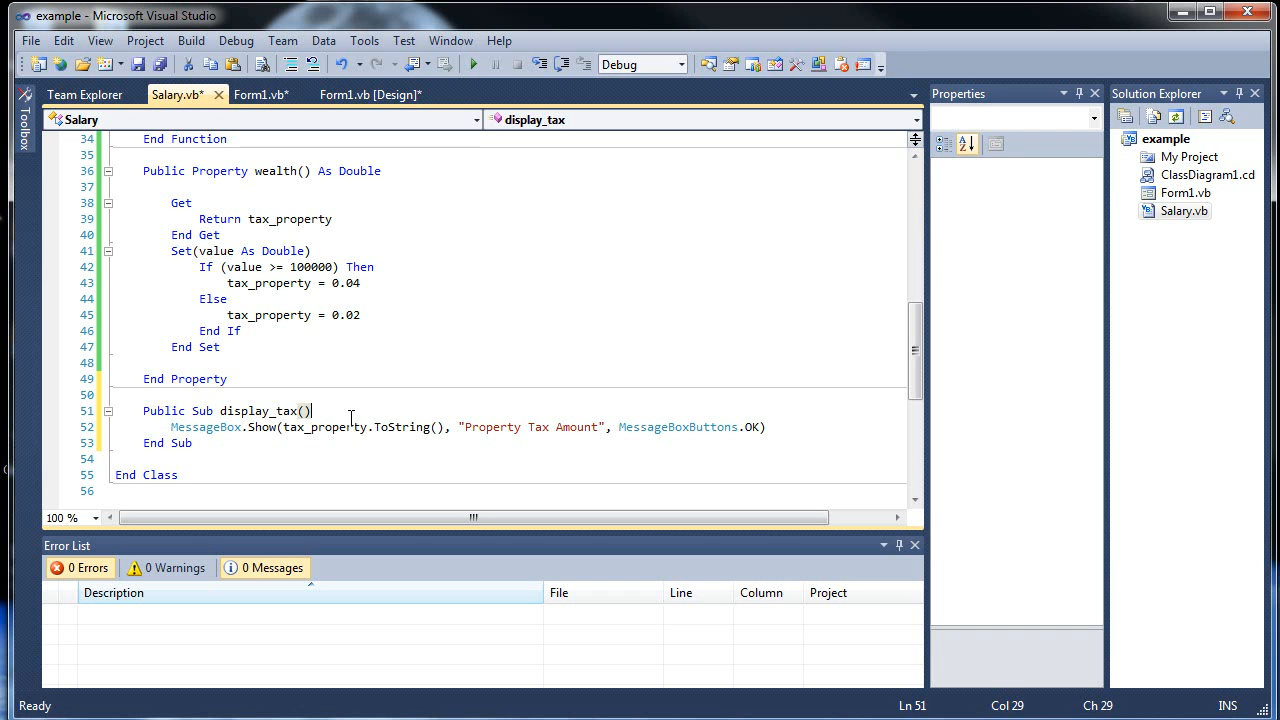 example - Microsoft Visual Studio
File Edit View Project Build Debug Team Data Tools Test Window Help
Debug
Team Explorer Salary.vb* Form1.vb* Form1.vb [Design]*
Salary display_tax
34 End Function
35
36 Public Property wealth() As Double
37
38 Get
39 Return tax_property
40 End Get
41 Set(value As Double)
42 If (value >= 100000) Then
43 tax_property = 0.04
44 Else
45 tax_property = 0.02
46 End If
47 End Set
48
49 End Property
50
51 Public Sub display_tax()
52 MessageBox.Show(tax_property.ToString(), "Property Tax Amount", MessageBoxButtons.OK)
53 End Sub
54
55 End Class
56
100 %
Toolbox
Properties
Solution Explorer
example
My Project
ClassDiagram1.cd
Form1.vb
Salary.vb
Error List
0 Errors 0 Warnings 0 Messages
Description File Line Column Project
Ready Ln 51 Col 29 Ch 29 INS